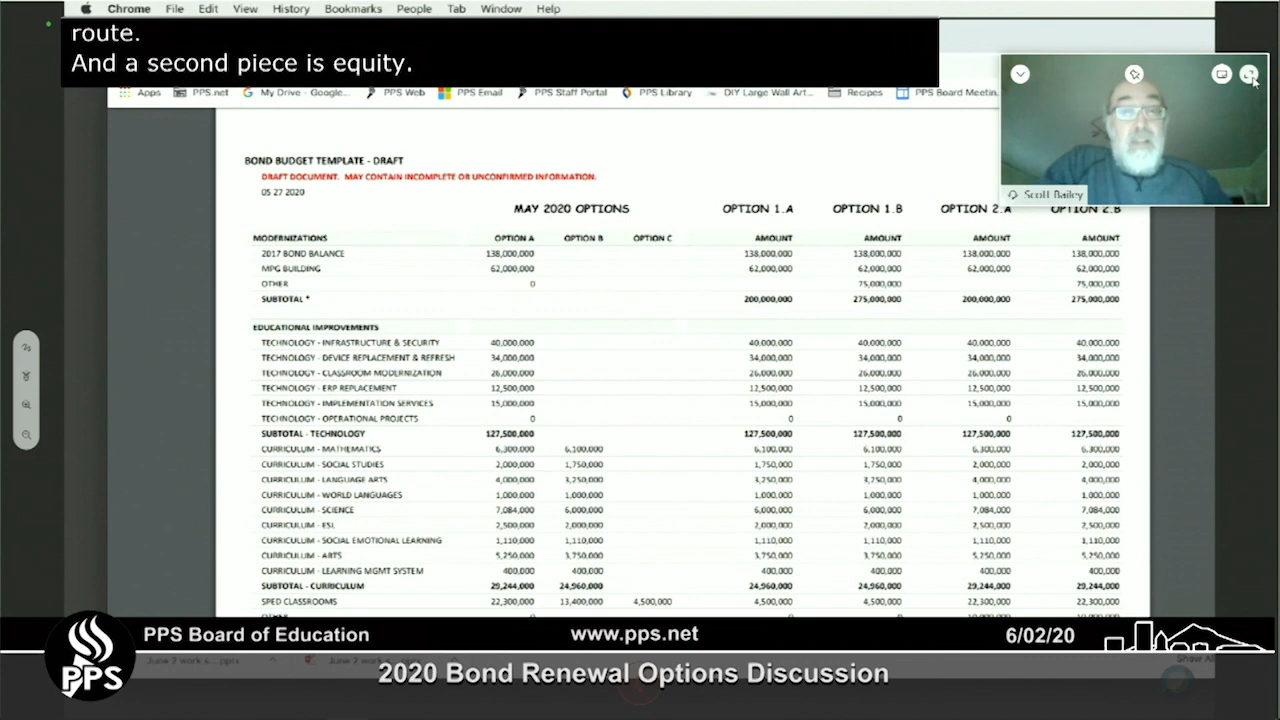 Chrome File Edit View History Bookmarks People Tab Window Help
route.
And a second piece is equity.
Apps PPS.net My Drive - Google... PPS Web PPS Email PPS Staff Portal PPS Library DIY Large Wall Art... Recipes PPS Board Meetin...
Scott Bailey
BOND BUDGET TEMPLATE - DRAFT
DRAFT DOCUMENT. MAY CONTAIN INCOMPLETE OR UNCONFIRMED INFORMATION.
05 27 2020
MAY 2020 OPTIONS OPTION 1.A OPTION 1.B OPTION 2.A OPTION 2.B
MODERNIZATIONS OPTION A OPTION B OPTION C AMOUNT AMOUNT AMOUNT AMOUNT
2017 BOND BALANCE 138,000,000 138,000,000 138,000,000 138,000,000 138,000,000
MPG BUILDING 62,000,000 62,000,000 62,000,000 62,000,000 62,000,000
OTHER 0 75,000,000 75,000,000
SUBTOTAL * 200,000,000 275,000,000 200,000,000 275,000,000
EDUCATIONAL IMPROVEMENTS
TECHNOLOGY - INFRASTRUCTURE & SECURITY 40,000,000 40,000,000 40,000,000 40,000,000 40,000,000
TECHNOLOGY - DEVICE REPLACEMENT & REFRESH 34,000,000 34,000,000 34,000,000 34,000,000 34,000,000
TECHNOLOGY - CLASSROOM MODERNIZATION 26,000,000 26,000,000 26,000,000 26,000,000 26,000,000
TECHNOLOGY - ERP REPLACEMENT 12,500,000 12,500,000 12,500,000 12,500,000 12,500,000
TECHNOLOGY - IMPLEMENTATION SERVICES 15,000,000 15,000,000 15,000,000 15,000,000 15,000,000
TECHNOLOGY - OPERATIONAL PROJECTS 0 0 0 0
SUBTOTAL - TECHNOLOGY 127,500,000 127,500,000 127,500,000 127,500,000 127,500,000
CURRICULUM - MATHEMATICS 6,300,000 6,100,000 6,100,000 6,100,000 6,300,000 6,300,000
CURRICULUM - SOCIAL STUDIES 2,000,000 1,750,000 1,750,000 1,750,000 2,000,000 2,000,000
CURRICULUM - LANGUAGE ARTS 4,000,000 3,250,000 3,250,000 3,250,000 4,000,000 4,000,000
CURRICULUM - WORLD LANGUAGES 1,000,000 1,000,000 1,000,000 1,000,000 1,000,000 1,000,000
CURRICULUM - SCIENCE 7,084,000 6,000,000 6,000,000 6,000,000 7,084,000 7,084,000
CURRICULUM - ESL 2,500,000 2,000,000 2,000,000 2,000,000 2,500,000 2,500,000
CURRICULUM - SOCIAL EMOTIONAL LEARNING 1,110,000 1,110,000 1,110,000 1,110,000 1,110,000 1,110,000
CURRICULUM - ARTS 5,250,000 3,750,000 3,750,000 3,750,000 5,250,000 5,250,000
CURRICULUM - LEARNING MGMT SYSTEM 400,000 400,000 400,000 400,000 400,000 400,000
SUBTOTAL - CURRICULUM 29,244,000 24,960,000 24,960,000 24,960,000 29,244,000 29,244,000
SPED CLASSROOMS 22,300,000 13,400,000 4,500,000 4,500,000 4,500,000 22,300,000 22,300,000
PPS Board of Education www.pps.net 6/02/20
PPS
2020 Bond Renewal Options Discussion